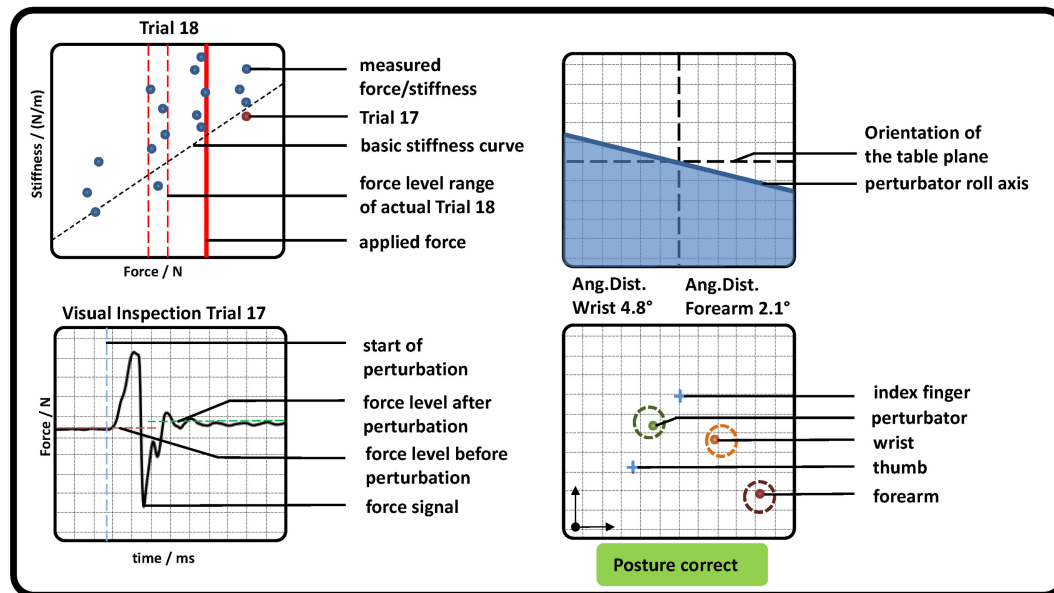 Trial 18
Stiffness / (N/m)
Force / N
measured
force/stiffness
Trial 17
basic stiffness curve
force level range
of actual Trial 18
applied force
Orientation of
the table plane
perturbator roll axis
Ang.Dist.
Wrist 4.8°
Ang.Dist.
Forearm 2.1°
Visual Inspection Trial 17
Force / N
time / ms
start of
perturbation
force level after
perturbation
force level before
perturbation
force signal
index finger
perturbator
wrist
thumb
forearm
Posture correct